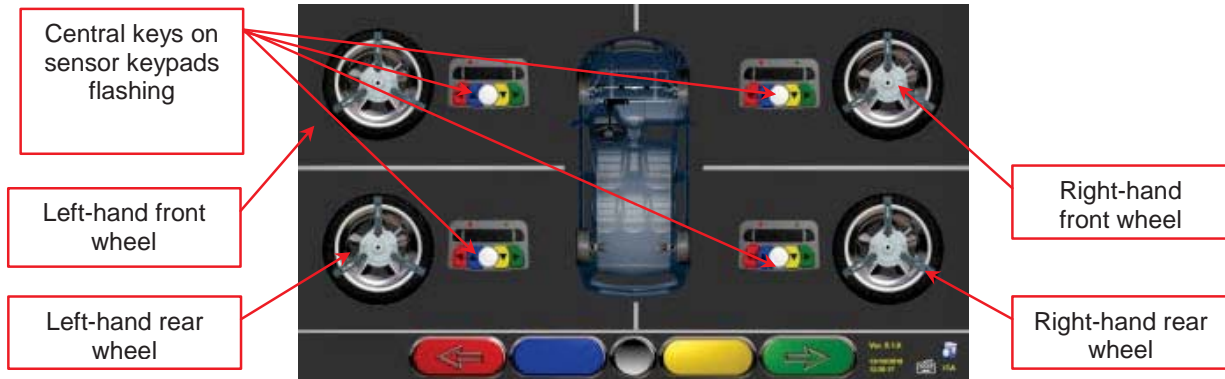 Central keys on
sensor keypads
flashing
Left-hand front
wheel
Left-hand rear
wheel
Right-hand
front wheel
Right-hand rear
wheel